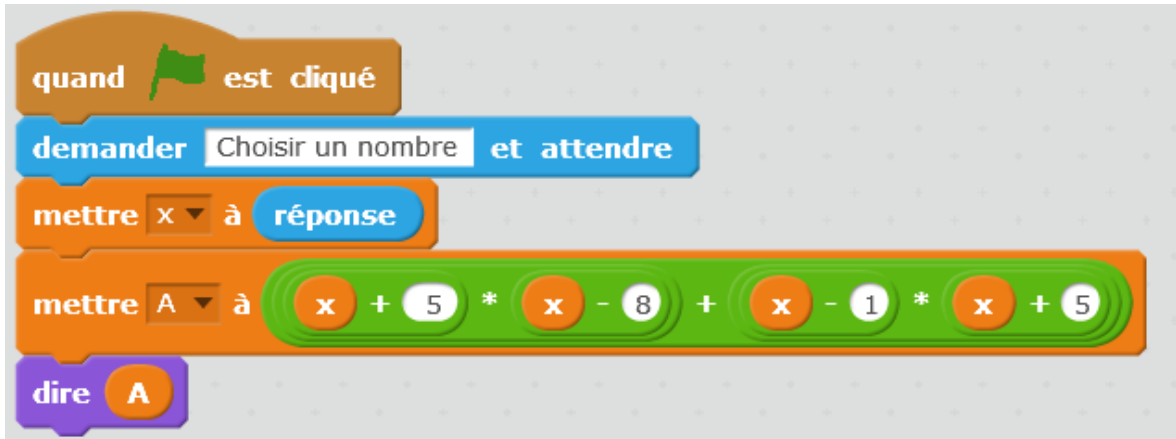 quand est cliqué
demander Choisir un nombre et attendre
mettre x à réponse
mettre A à x + 5 * x - 8 + x - 1 * x + 5
dire A